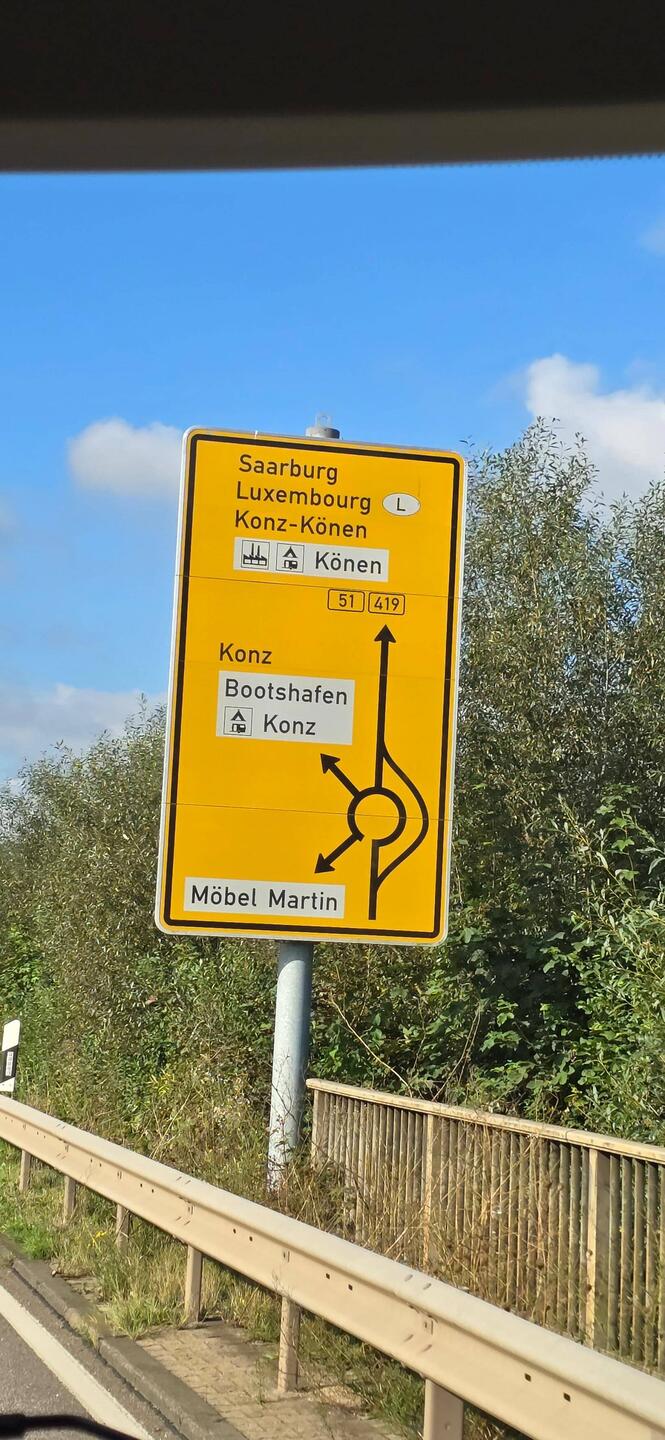 Saarburg
Luxembourg L
Konz-Könen
Könen
51 419
Konz
Bootshafen
Konz
Möbel Martin